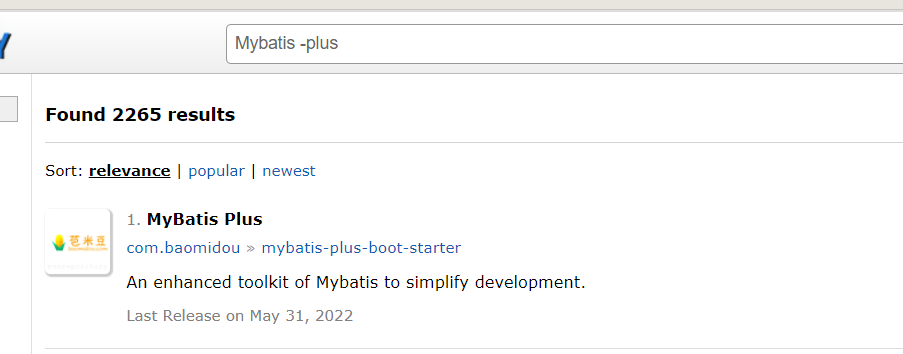 Mybatis -plus
Found 2265 results
Sort: relevance | popular | newest
1. MyBatis Plus
com.baomidou » mybatis-plus-boot-starter
苞米豆
An enhanced toolkit of Mybatis to simplify development.
Last Release on May 31, 2022